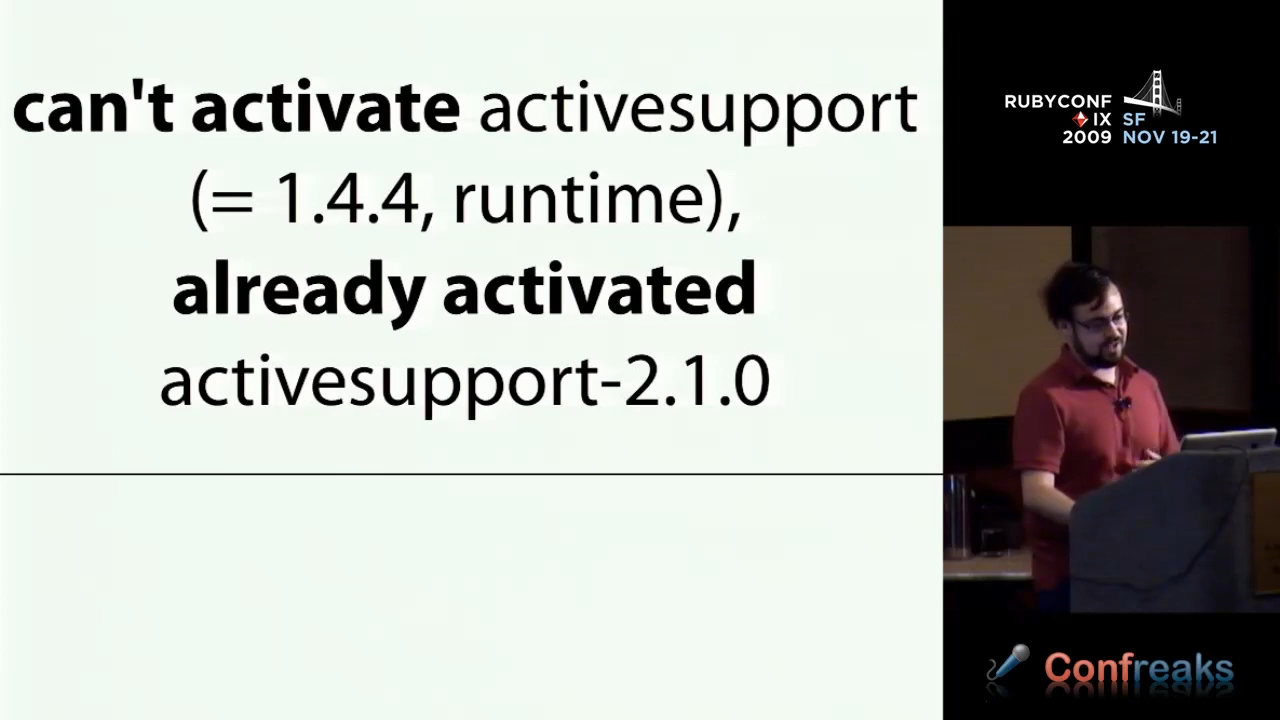 can't activate activesupport
(= 1.4.4, runtime),
already activated
activesupport-2.1.0
RUBYCONF
IX SF
2009 NOV 19-21
Confreaks